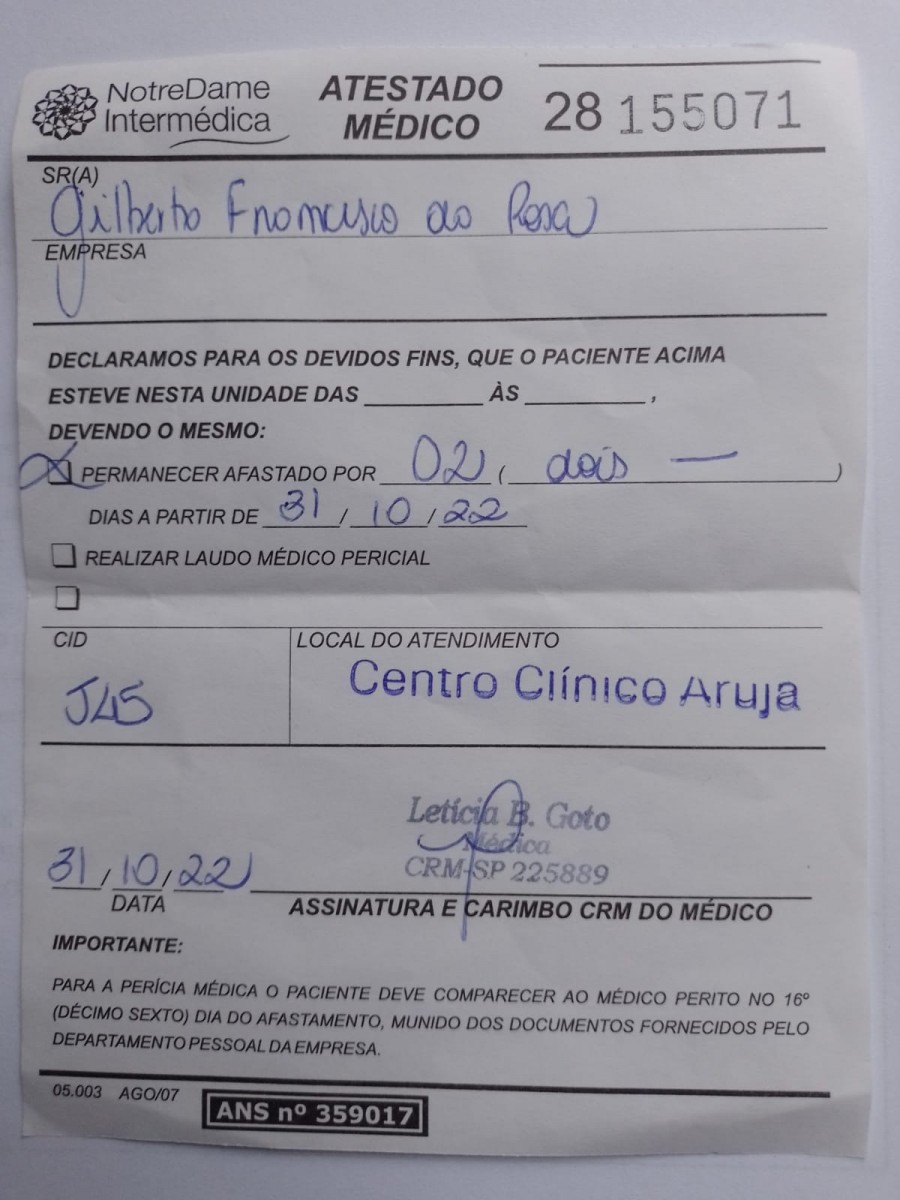 NotreDame
Intermédica
ATESTADO
MÉDICO
28 155071
SR(A)
Gilberto Francisco da Rosa
EMPRESA
DECLARAMOS PARA OS DEVIDOS FINS, QUE O PACIENTE ACIMA
ESTEVE NESTA UNIDADE DAS ________ ÀS ________ ,
DEVENDO O MESMO:
X PERMANECER AFASTADO POR 02 ( dois — )
DIAS A PARTIR DE 31 / 10 / 22
REALIZAR LAUDO MÉDICO PERICIAL
CID
J45
LOCAL DO ATENDIMENTO
Centro Clínico Aruja
Letícia B. Goto
Médica
CRM-SP 225889
31 / 10 / 22
DATA
ASSINATURA E CARIMBO CRM DO MÉDICO
IMPORTANTE:
PARA A PERÍCIA MÉDICA O PACIENTE DEVE COMPARECER AO MÉDICO PERITO NO 16º
(DÉCIMO SEXTO) DIA DO AFASTAMENTO, MUNIDO DOS DOCUMENTOS FORNECIDOS PELO
DEPARTAMENTO PESSOAL DA EMPRESA.
05.003 AGO/07
ANS nº 359017